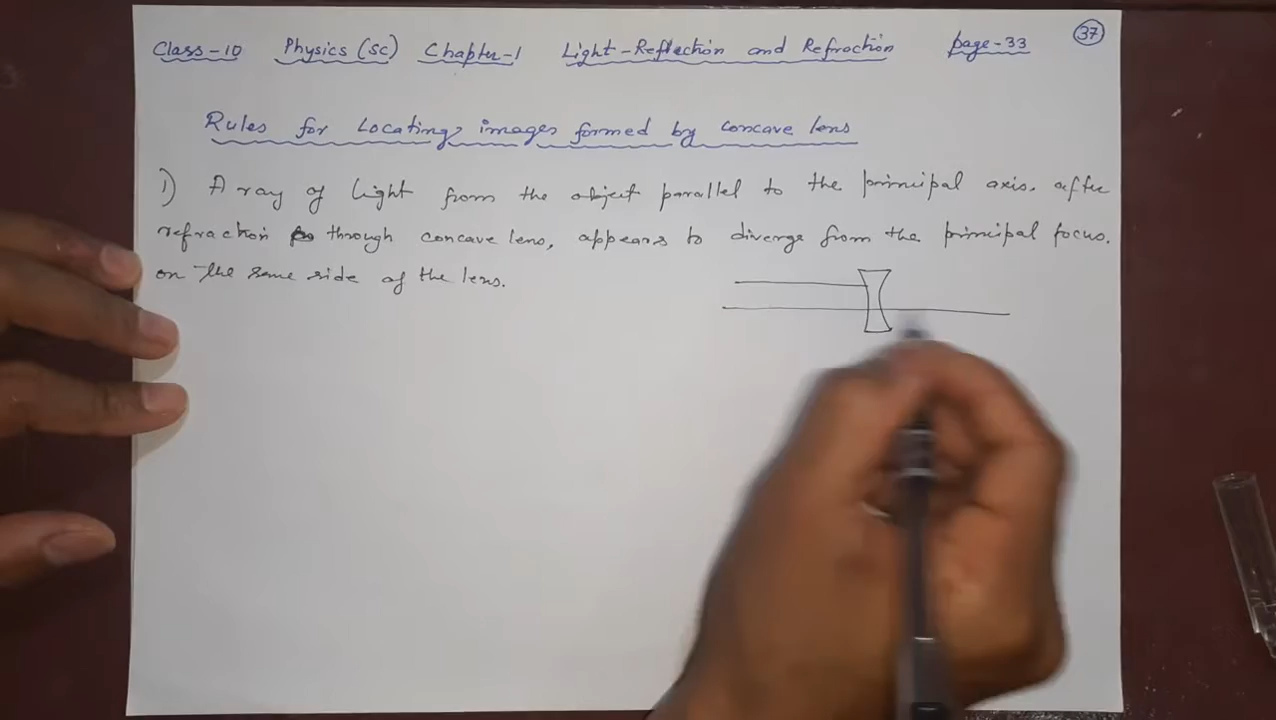 Class-10 Physics (SC) Chapter-1 Light-Reflection and Refraction page-33 37
Rules for Locating images formed by concave lens
1) A ray of light from the object parallel to the principal axis. after
refraction through concave lens, appears to diverge from the principal focus.
on the same side of the lens.